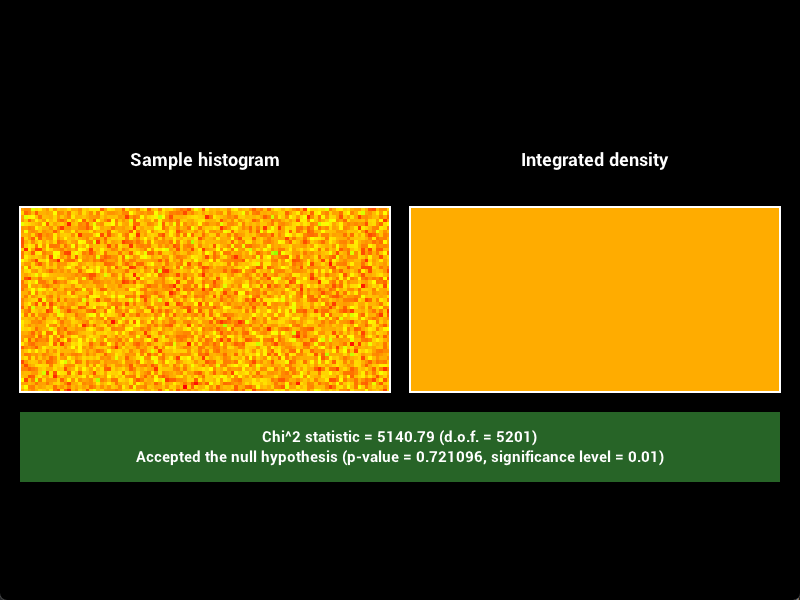 Sample histogram
Integrated density
Chi^2 statistic = 5140.79 (d.o.f. = 5201)
Accepted the null hypothesis (p-value = 0.721096, significance level = 0.01)